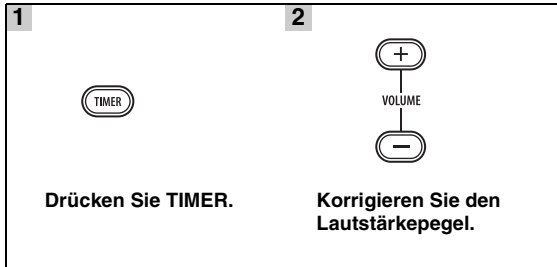 1
TIMER
Drücken Sie TIMER.
2
+
VOLUME
−
Korrigieren Sie den
Lautstärkepegel.